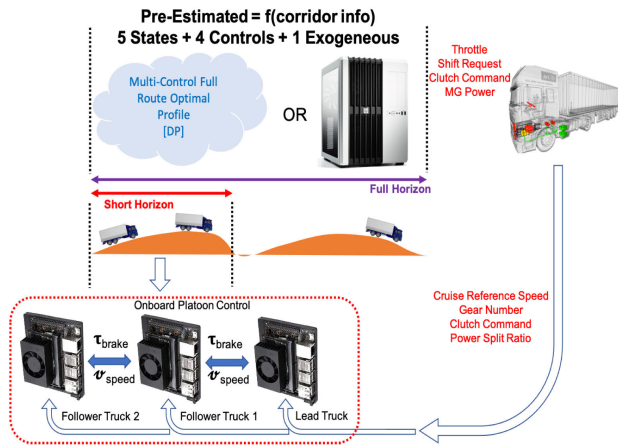 Pre-Estimated = f(corridor info)
5 States + 4 Controls + 1 Exogeneous
Multi-Control Full
Route Optimal
Profile
[DP]
OR
Throttle
Shift Request
Clutch Command
MG Power
Full Horizon
Short Horizon
Cruise Reference Speed
Gear Number
Clutch Command
Power Split Ratio
Onboard Platoon Control
τbrake
τbrake
𝒗speed
𝒗speed
Follower Truck 2
Follower Truck 1
Lead Truck